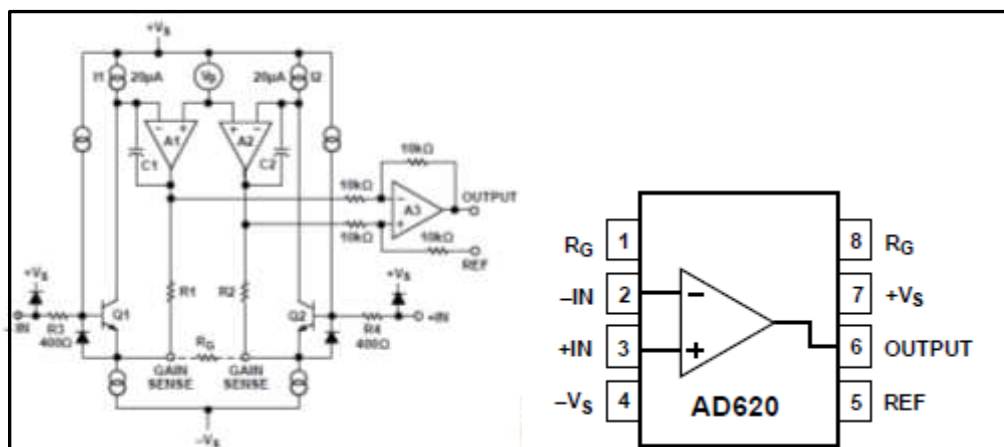 +VS
I1 20µA VB 20µA I2
A1 A2
C1 C2
10kΩ
10kΩ
A3 OUTPUT
10kΩ 10kΩ
REF
+VS +VS
R1 R2
–IN R3 400Ω Q1 Q2 R4 400Ω +IN
RG
GAIN SENSE GAIN SENSE
–VS
RG 1 8 RG
–IN 2 7 +VS
+IN 3 6 OUTPUT
–VS 4 5 REF
AD620